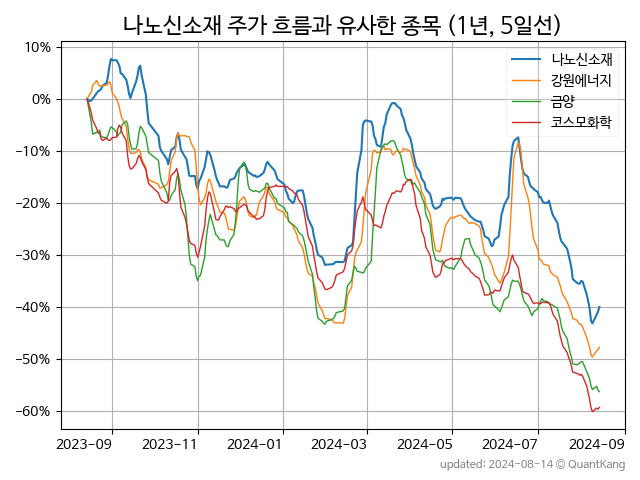 나노신소재 주가 흐름과 유사한 종목 (1년, 5일선)
나노신소재
강원에너지
금양
코스모화학
10%
0%
−10%
−20%
−30%
−40%
−50%
−60%
2023-09 2023-11 2024-01 2024-03 2024-05 2024-07 2024-09
updated: 2024-08-14 © QuantKang